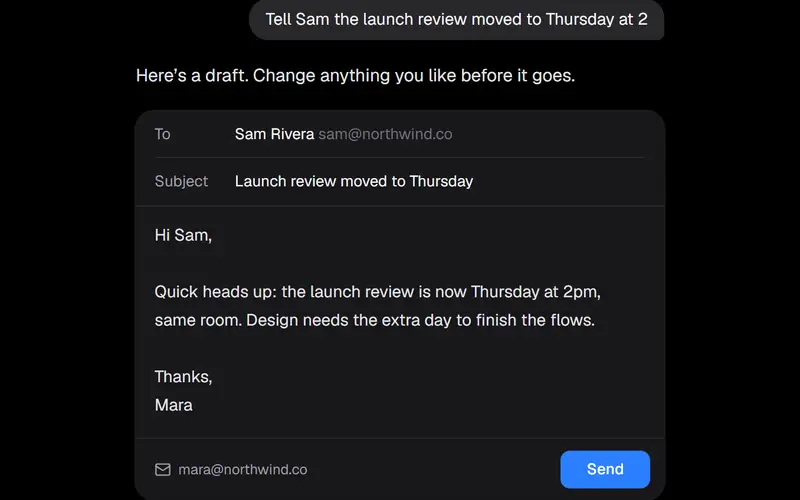 Tell Sam the launch review moved to Thursday at 2
Here’s a draft. Change anything you like before it goes.
To Sam Rivera sam@northwind.co
Subject Launch review moved to Thursday
Hi Sam,
Quick heads up: the launch review is now Thursday at 2pm,
same room. Design needs the extra day to finish the flows.
Thanks,
Mara
mara@northwind.co Send